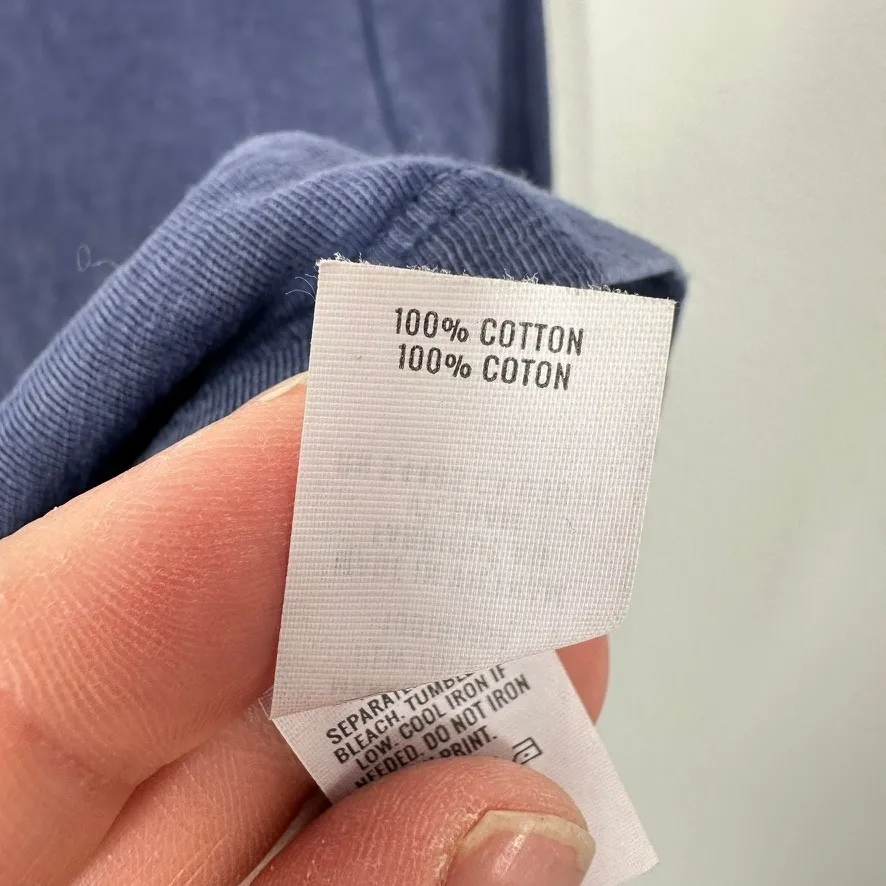 100% COTTON
100% COTON
SEPARATE
BLEACH. TUMBLE
LOW. COOL IRON IF
NEEDED. DO NOT IRON
PRINT.